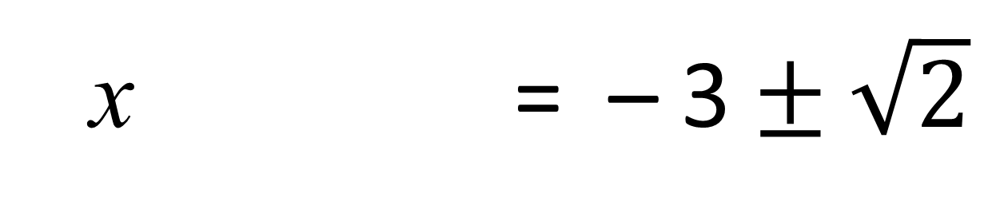 x = − 3 ± √2